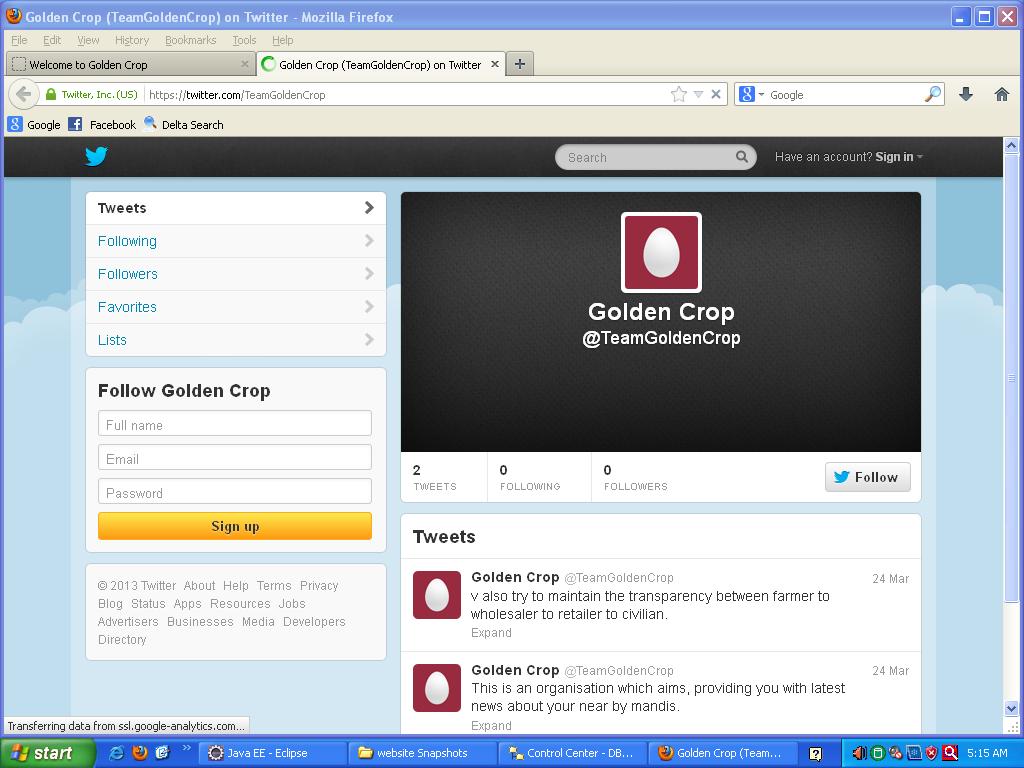 Golden Crop (TeamGoldenCrop) on Twitter - Mozilla Firefox
File Edit View History Bookmarks Tools Help
Welcome to Golden Crop
Golden Crop (TeamGoldenCrop) on Twitter
Twitter, Inc. (US) https://twitter.com/TeamGoldenCrop
Google
Google Facebook Delta Search
Search
Have an account? Sign in
Tweets
Following
Followers
Favorites
Lists
Follow Golden Crop
Full name
Email
Password
Sign up
© 2013 Twitter About Help Terms Privacy
Blog Status Apps Resources Jobs
Advertisers Businesses Media Developers
Directory
Golden Crop
@TeamGoldenCrop
2 TWEETS
0 FOLLOWING
0 FOLLOWERS
Follow
Tweets
Golden Crop @TeamGoldenCrop 24 Mar
v also try to maintain the transparency between farmer to
wholesaler to retailer to civilian.
Expand
Golden Crop @TeamGoldenCrop 24 Mar
This is an organisation which aims, providing you with latest
news about your near by mandis.
Expand
Transferring data from ssl.google-analytics.com...
start
Java EE - Eclipse
website Snapshots
Control Center - DB...
Golden Crop (Team...
5:15 AM